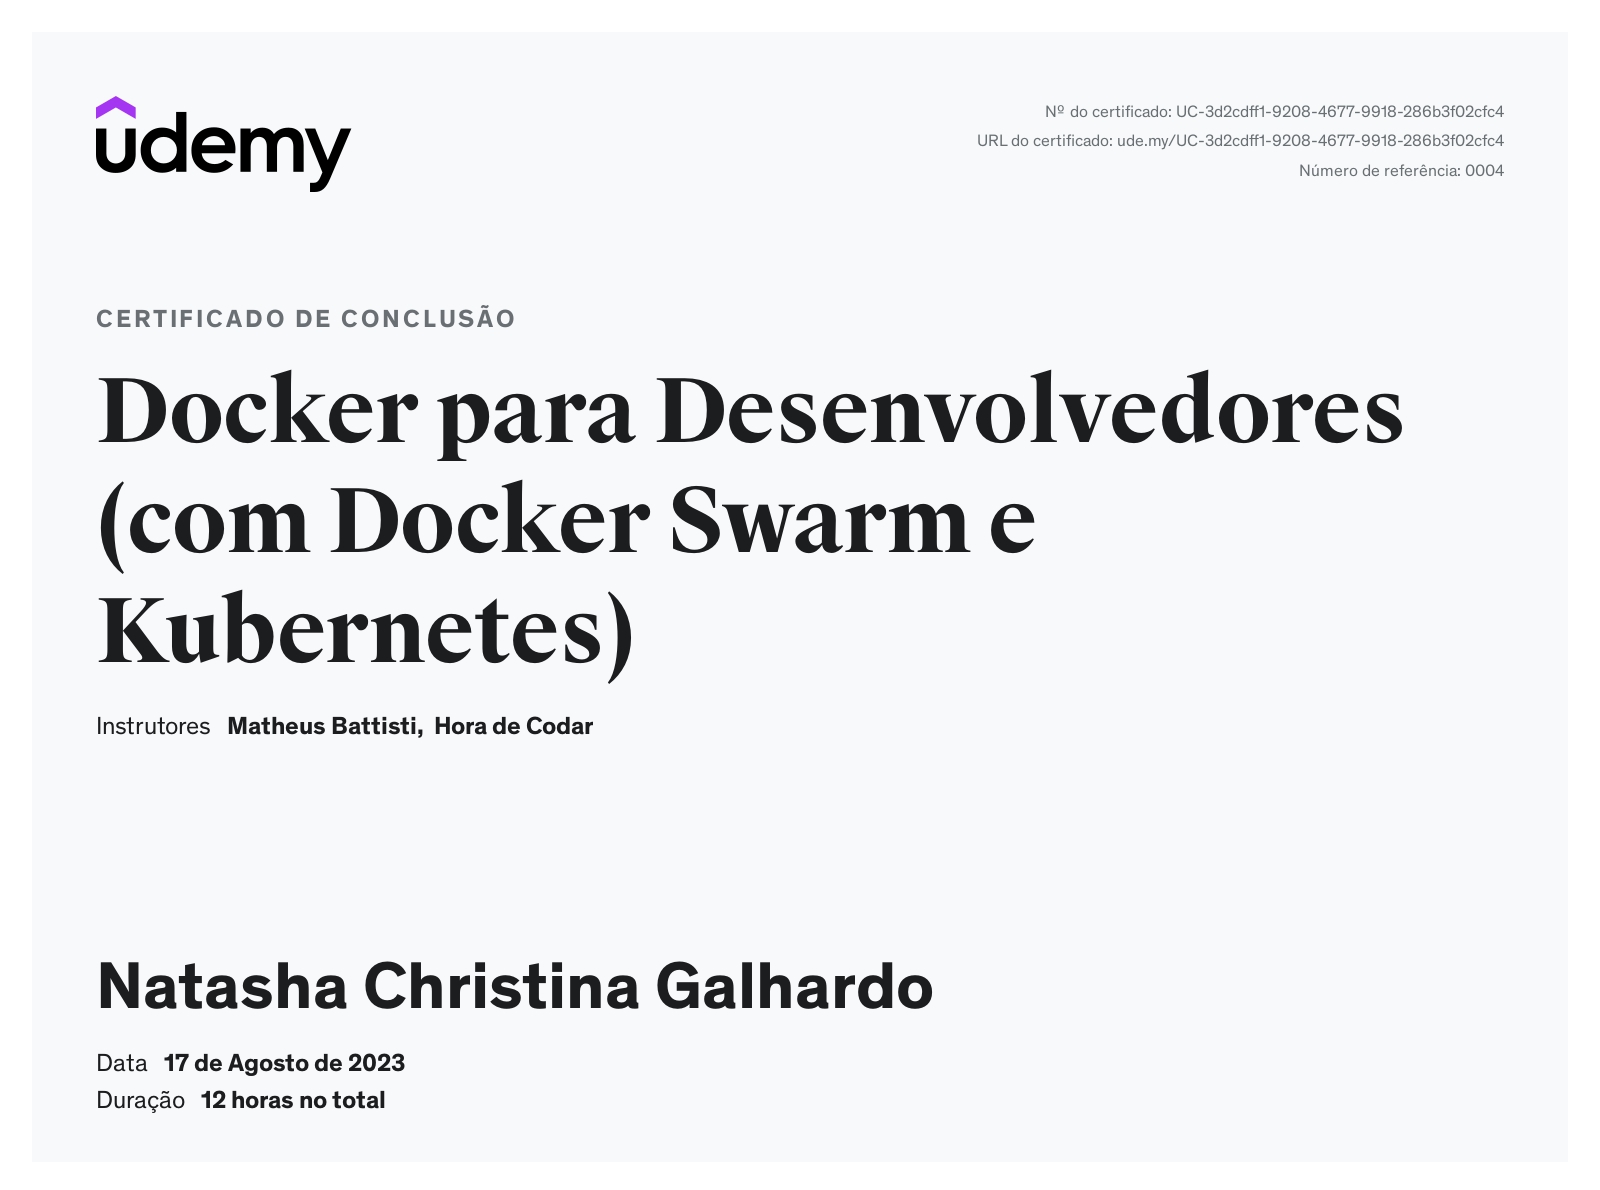 udemy
Nº do certificado: UC-3d2cdff1-9208-4677-9918-286b3f02cfc4
URL do certificado: ude.my/UC-3d2cdff1-9208-4677-9918-286b3f02cfc4
Número de referência: 0004
CERTIFICADO DE CONCLUSÃO
Docker para Desenvolvedores
(com Docker Swarm e
Kubernetes)
Instrutores Matheus Battisti, Hora de Codar
Natasha Christina Galhardo
Data 17 de Agosto de 2023
Duração 12 horas no total